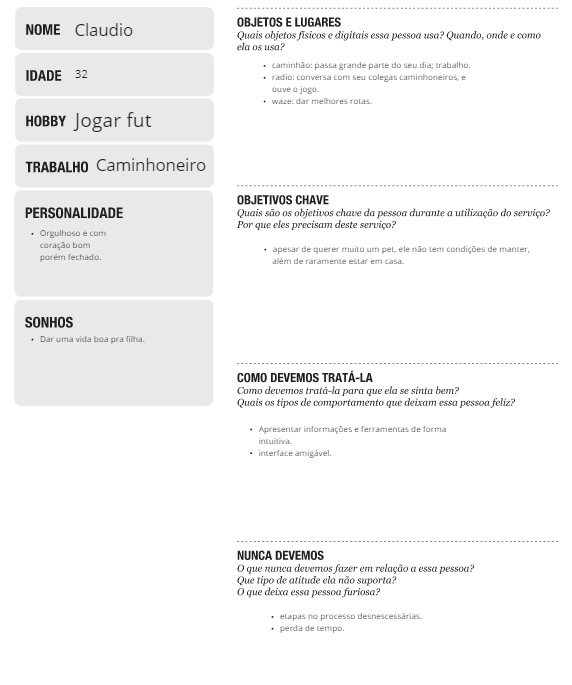 NOME Claudio
IDADE 32
HOBBY Jogar fut
TRABALHO Caminhoneiro
PERSONALIDADE
• Orgulhoso e com
coração bom
porém fechado.
SONHOS
• Dar uma vida boa pra filha.
OBJETOS E LUGARES
Quais objetos físicos e digitais essa pessoa usa? Quando, onde e como
ela os usa?
• caminhão: passa grande parte do seu dia; trabalho.
• radio: conversa com seu colegas caminhoneiros, e
ouve o jogo.
• waze: dar melhores rotas.
OBJETIVOS CHAVE
Quais são os objetivos chave da pessoa durante a utilização do serviço?
Por que eles precisam deste serviço?
• apesar de querer muito um pet, ele não tem condições de manter,
além de raramente estar em casa.
COMO DEVEMOS TRATÁ-LA
Como devemos tratá-la para que ela se sinta bem?
Quais os tipos de comportamento que deixam essa pessoa feliz?
• Apresentar informações e ferramentas de forma
intuitiva.
• interface amigável.
NUNCA DEVEMOS
O que nunca devemos fazer em relação a essa pessoa?
Que tipo de atitude ela não suporta?
O que deixa essa pessoa furiosa?
• etapas no processo desnescessárias.
• perda de tempo.